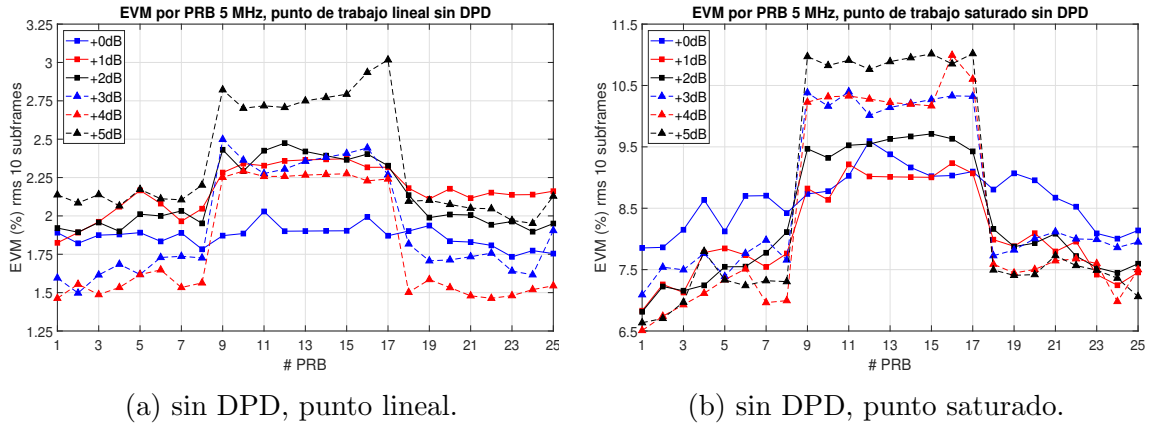 EVM por PRB 5 MHz, punto de trabajo lineal sin DPD
3.25
3
2.75
2.5
2.25
2
1.75
1.5
1.25
EVM (%) rms 10 subframes
+0dB
+1dB
+2dB
+3dB
+4dB
+5dB
1 3 5 7 9 11 13 15 17 19 21 23 25
# PRB
(a) sin DPD, punto lineal.
EVM por PRB 5 MHz, punto de trabajo saturado sin DPD
11.5
10.5
9.5
8.5
7.5
6.5
EVM (%) rms 10 subframes
+0dB
+1dB
+2dB
+3dB
+4dB
+5dB
1 3 5 7 9 11 13 15 17 19 21 23 25
# PRB
(b) sin DPD, punto saturado.